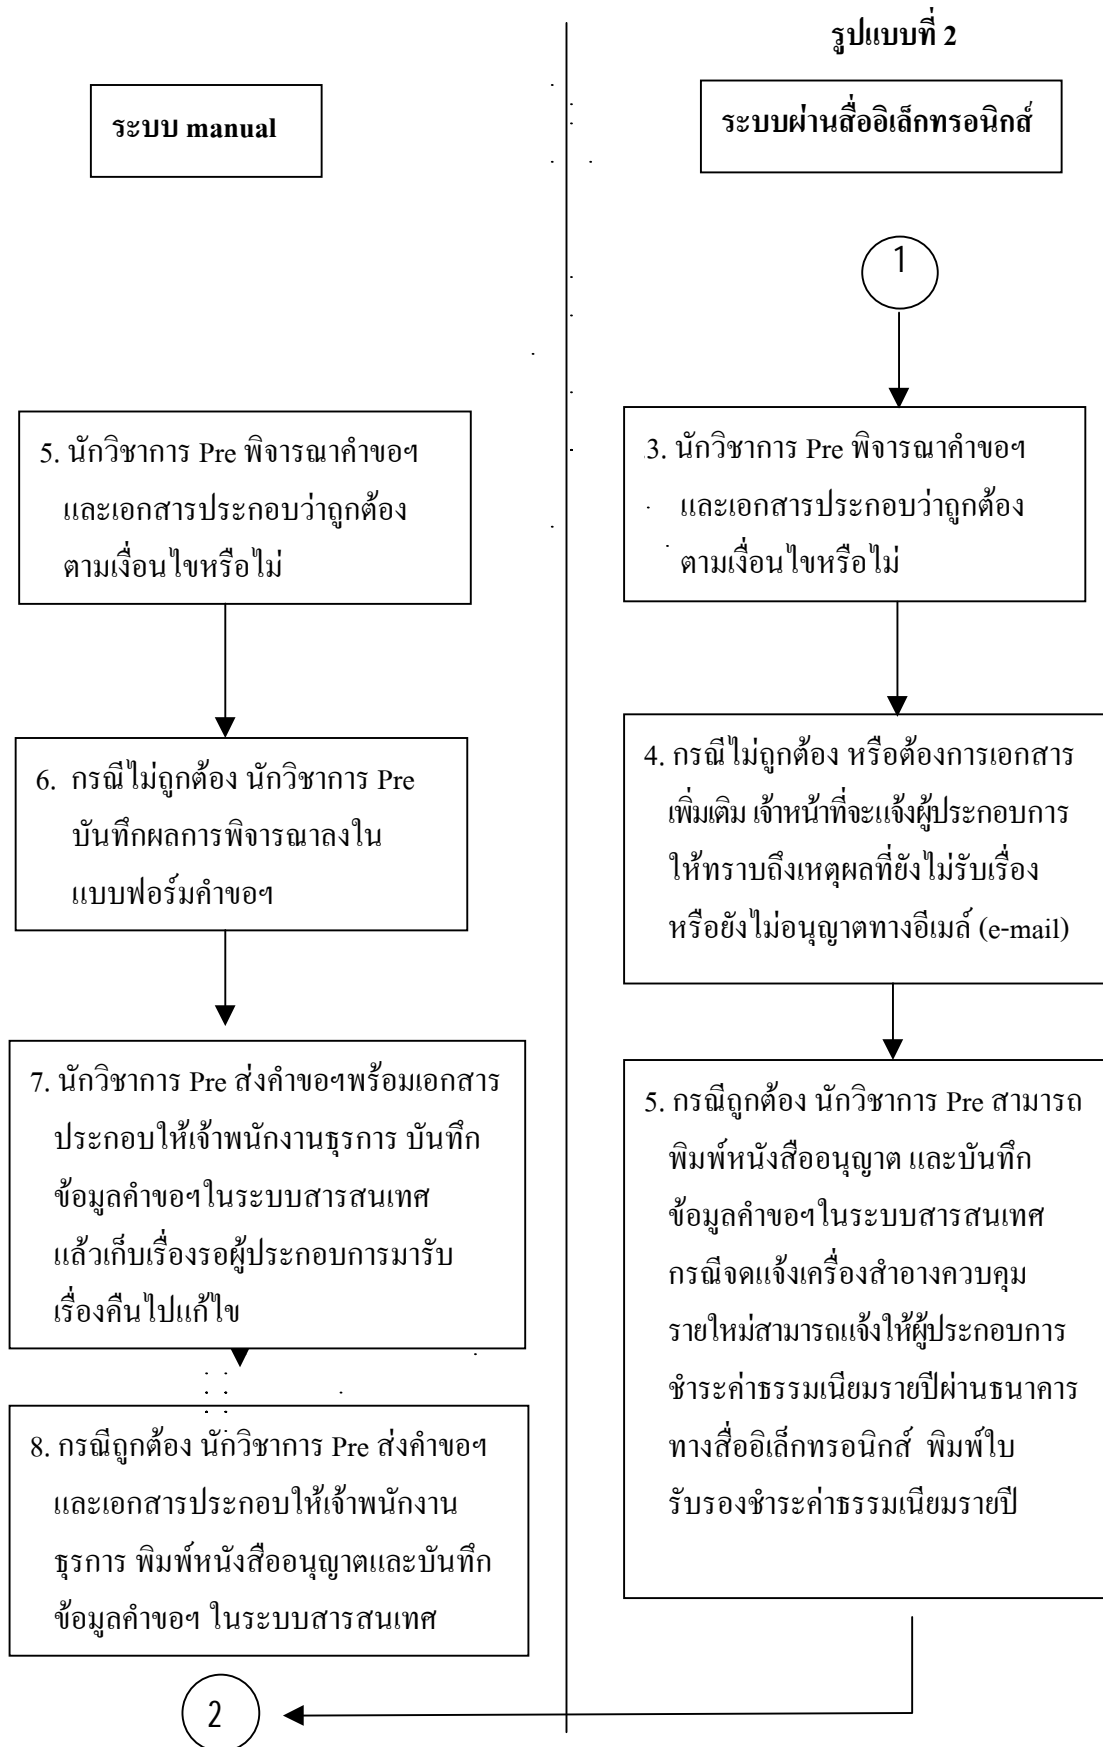 รูปแบบที่ 2
ระบบ manual
ระบบผ่านสื่ออิเล็กทรอนิกส์
1
5. นักวิชาการ Pre พิจารณาคำขอฯ
และเอกสารประกอบว่าถูกต้อง
ตามเงื่อนไขหรือไม่
6. กรณีไม่ถูกต้อง นักวิชาการ Pre
บันทึกผลการพิจารณาลงใน
แบบฟอร์มคำขอฯ
7. นักวิชาการ Pre ส่งคำขอฯพร้อมเอกสาร
ประกอบให้เจ้าพนักงานธุรการ บันทึก
ข้อมูลคำขอฯในระบบสารสนเทศ
แล้วเก็บเรื่องรอผู้ประกอบการมารับ
เรื่องคืนไปแก้ไข
8. กรณีถูกต้อง นักวิชาการ Pre ส่งคำขอฯ
และเอกสารประกอบให้เจ้าพนักงาน
ธุรการ พิมพ์หนังสืออนุญาตและบันทึก
ข้อมูลคำขอฯ ในระบบสารสนเทศ
3. นักวิชาการ Pre พิจารณาคำขอฯ
และเอกสารประกอบว่าถูกต้อง
ตามเงื่อนไขหรือไม่
4. กรณีไม่ถูกต้อง หรือต้องการเอกสาร
เพิ่มเติม เจ้าหน้าที่จะแจ้งผู้ประกอบการ
ให้ทราบถึงเหตุผลที่ยังไม่รับเรื่อง
หรือยังไม่อนุญาตทางอีเมล์ (e-mail)
5. กรณีถูกต้อง นักวิชาการ Pre สามารถ
พิมพ์หนังสืออนุญาต และบันทึก
ข้อมูลคำขอฯในระบบสารสนเทศ
กรณีจดแจ้งเครื่องสำอางควบคุม
รายใหม่สามารถแจ้งให้ผู้ประกอบการ
ชำระค่าธรรมเนียมรายปีผ่านธนาคาร
ทางสื่ออิเล็กทรอนิกส์ พิมพ์ใบ
รับรองชำระค่าธรรมเนียมรายปี
2